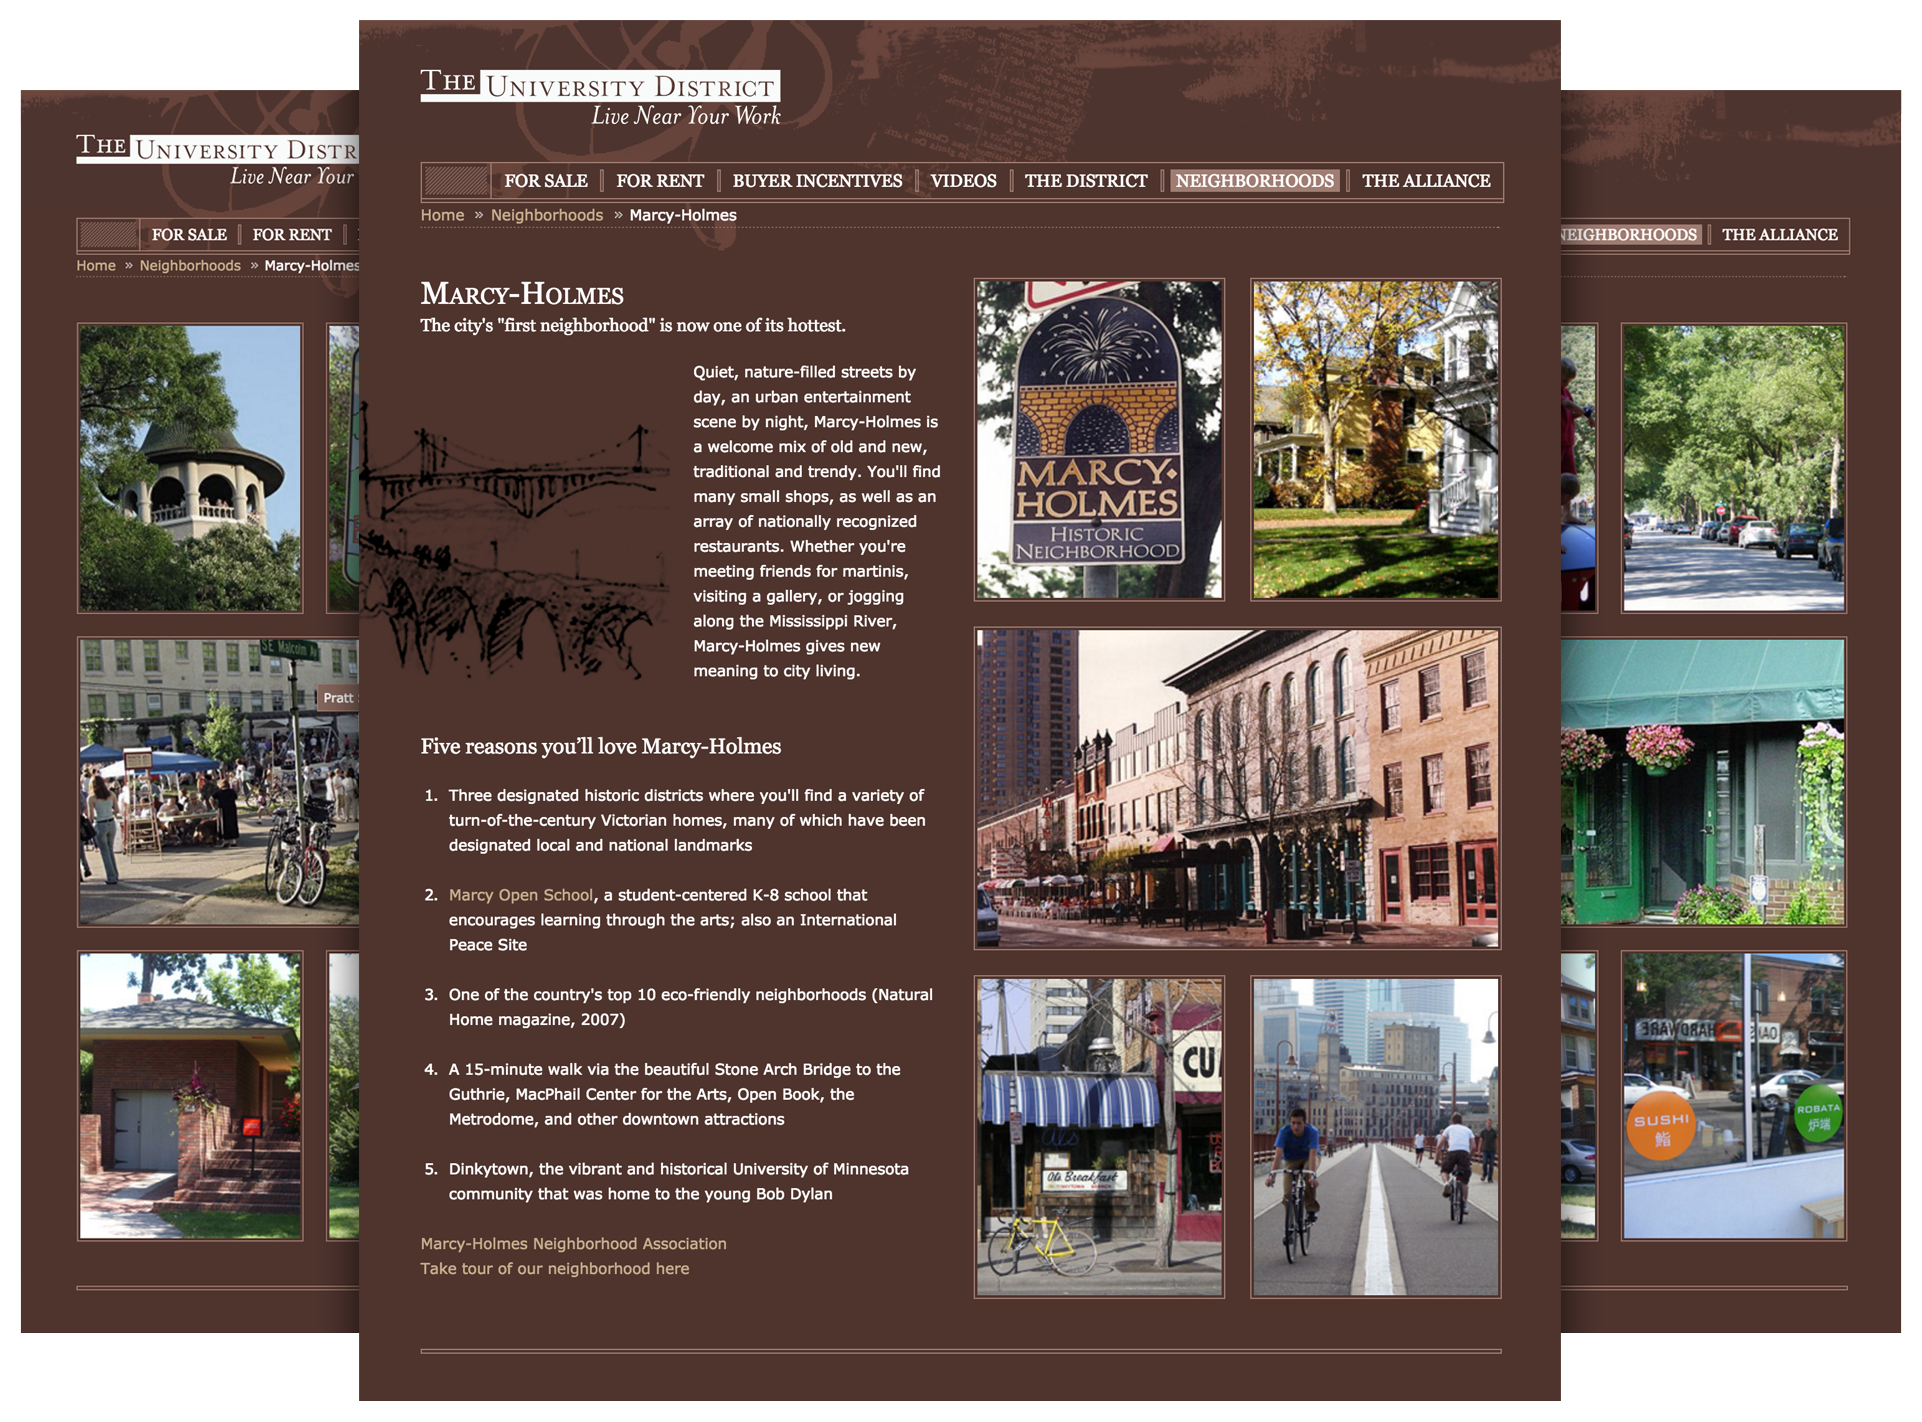 THE UNIVERSITY DISTRICT
Live Near Your Work
FOR SALE
FOR RENT
BUYER INCENTIVES
VIDEOS
THE DISTRICT
NEIGHBORHOODS
THE ALLIANCE
Home » Neighborhoods » Marcy-Holmes
MARCY-HOLMES
The city's "first neighborhood" is now one of its hottest.
Quiet, nature-filled streets by
day, an urban entertainment
scene by night, Marcy-Holmes is
a welcome mix of old and new,
traditional and trendy. You'll find
many small shops, as well as an
array of nationally recognized
restaurants. Whether you're
meeting friends for martinis,
visiting a gallery, or jogging
along the Mississippi River,
Marcy-Holmes gives new
meaning to city living.
Five reasons you’ll love Marcy-Holmes
1. Three designated historic districts where you'll find a variety of
turn-of-the-century Victorian homes, many of which have been
designated local and national landmarks
2. Marcy Open School, a student-centered K-8 school that
encourages learning through the arts; also an International
Peace Site
3. One of the country's top 10 eco-friendly neighborhoods (Natural
Home magazine, 2007)
4. A 15-minute walk via the beautiful Stone Arch Bridge to the
Guthrie, MacPhail Center for the Arts, Open Book, the
Metrodome, and other downtown attractions
5. Dinkytown, the vibrant and historical University of Minnesota
community that was home to the young Bob Dylan
Marcy-Holmes Neighborhood Association
Take tour of our neighborhood here
MARCY-
HOLMES
HISTORIC
NEIGHBORHOOD
CU
Al's Breakfast
THE UNIVERSITY DISTR
Live Near Your
FOR SALE
FOR RENT
Home » Neighborhoods » Marcy-Holmes
SE Malcolm Av
Pratt
NEIGHBORHOODS
THE ALLIANCE
HARDWARE
OAK
SUSHI
鮨
ROBATA
炉端